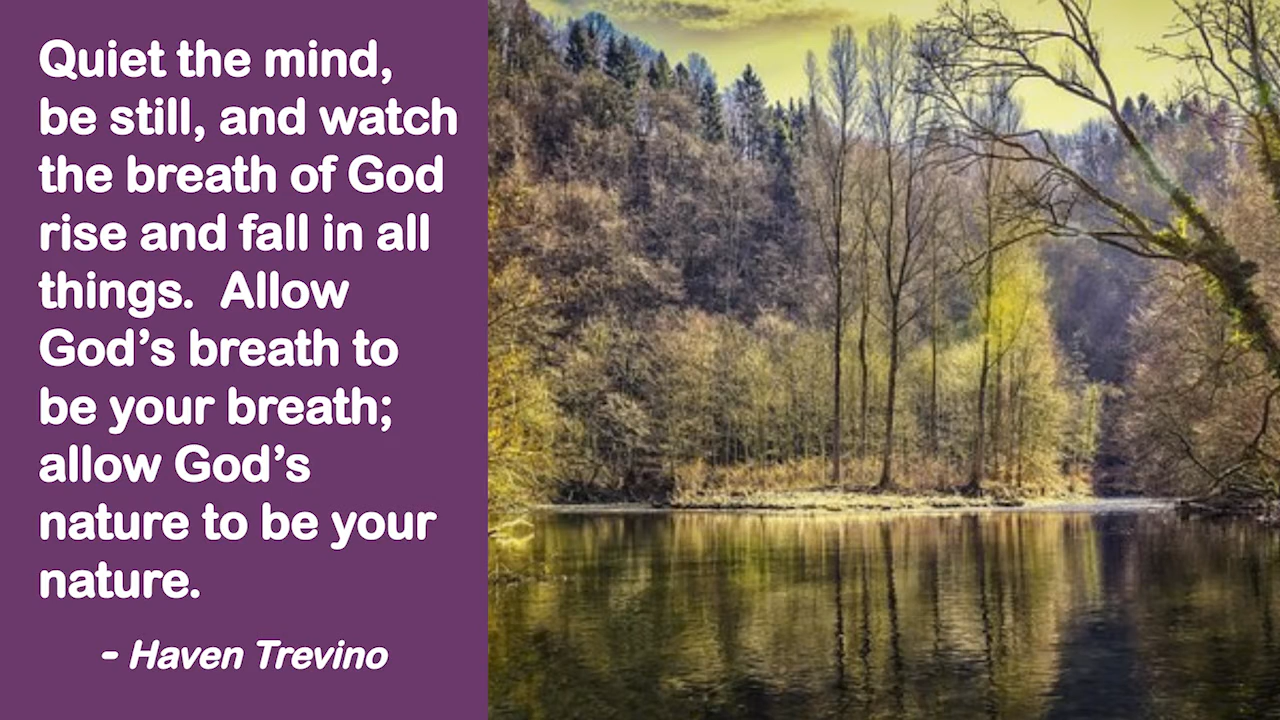 Quiet the mind,
be still, and watch
the breath of God
rise and fall in all
things.  Allow
God’s breath to
be your breath;
allow God’s
nature to be your
nature.
- Haven Trevino